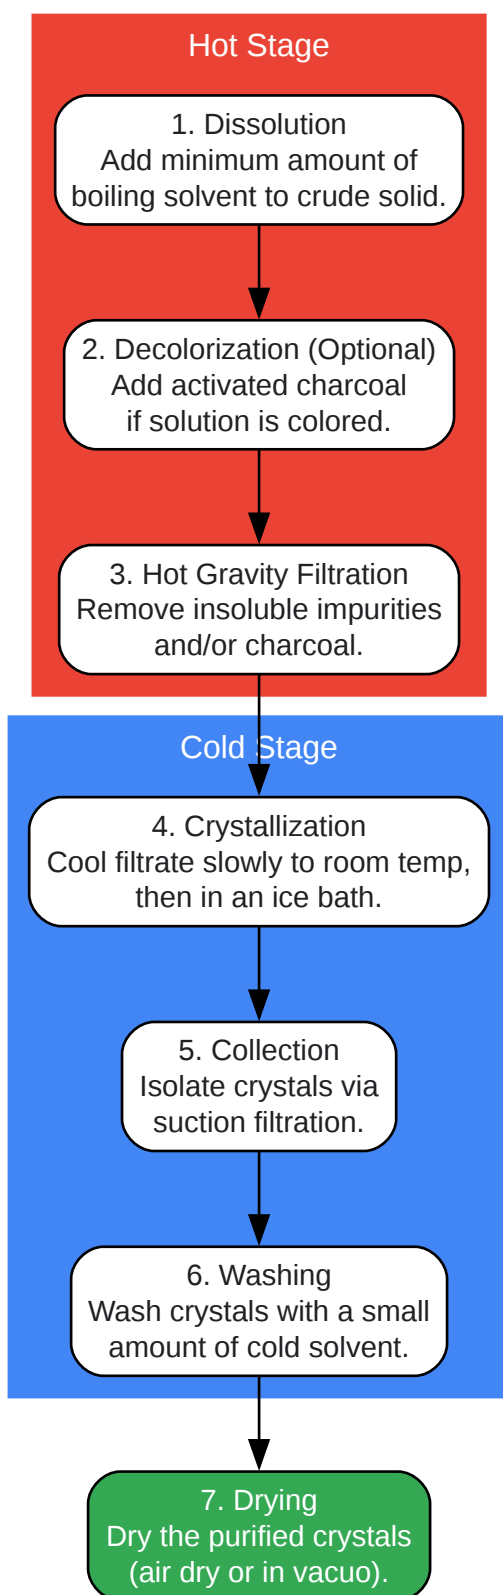 Hot Stage
1. Dissolution
Add minimum amount of
boiling solvent to crude solid.
2. Decolorization (Optional)
Add activated charcoal
if solution is colored.
3. Hot Gravity Filtration
Remove insoluble impurities
and/or charcoal.
Cold Stage
4. Crystallization
Cool filtrate slowly to room temp,
then in an ice bath.
5. Collection
Isolate crystals via
suction filtration.
6. Washing
Wash crystals with a small
amount of cold solvent.
7. Drying
Dry the purified crystals
(air dry or in vacuo).